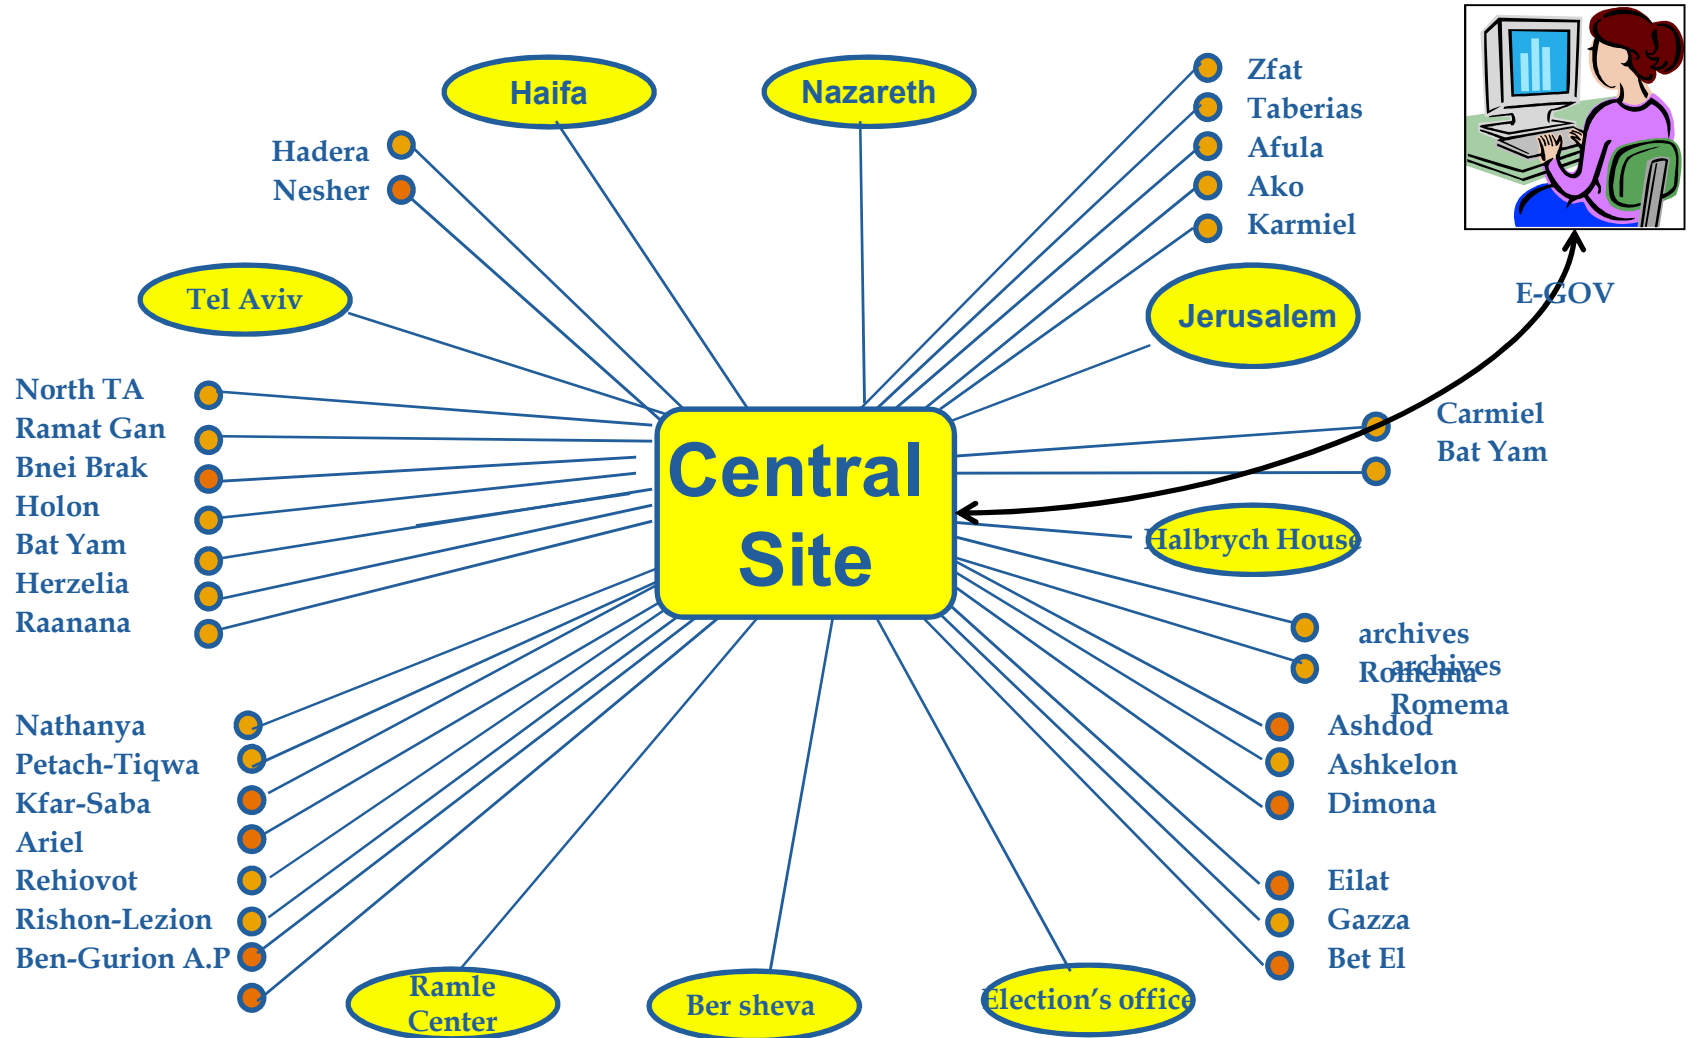 Haifa
Nazareth
Zfat
Taberias
Afula
Ako
Karmiel
Hadera
Nesher
Tel Aviv
Jerusalem
E-GOV
North TA
Ramat Gan
Bnei Brak
Holon
Bat Yam
Herzelia
Raanana
Central
Site
Carmiel
Bat Yam
Halbrych House
archives
Romema
archives
Romema
Nathanya
Petach-Tiqwa
Kfar-Saba
Ariel
Rehiovot
Rishon-Lezion
Ben-Gurion A.P
Ashdod
Ashkelon
Dimona
Eilat
Gazza
Bet El
Ramle
Center
Ber sheva
Election’s office